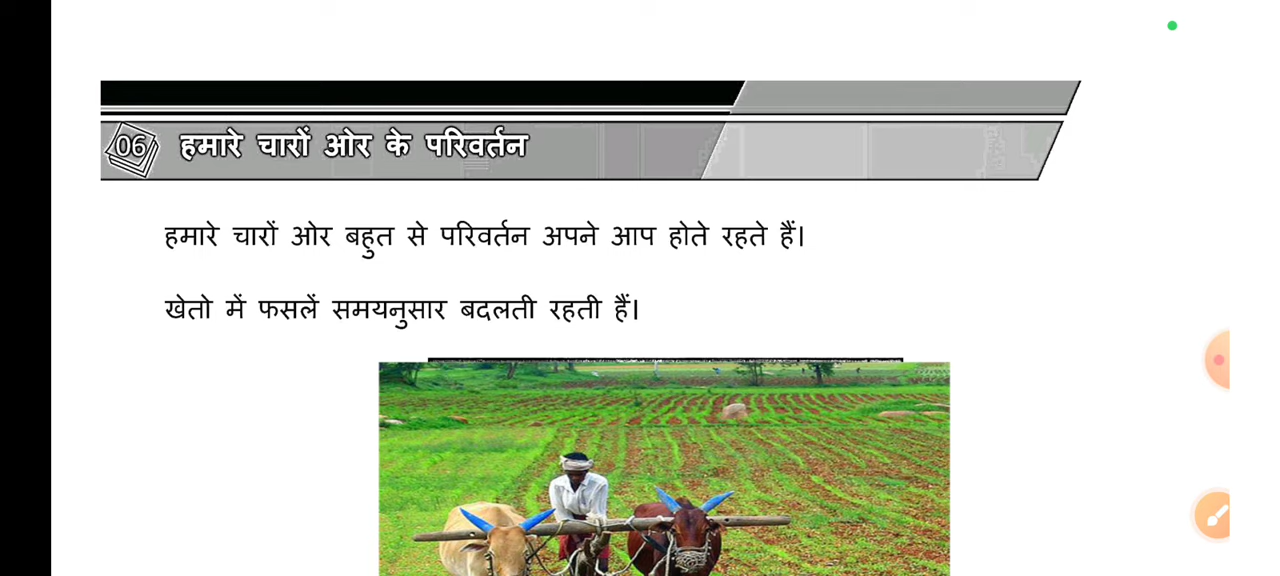 06 हमारे चारों ओर के परिवर्तन
हमारे चारों ओर बहुत से परिवर्तन अपने आप होते रहते हैं।
खेतो में फसलें समयनुसार बदलती रहती हैं।